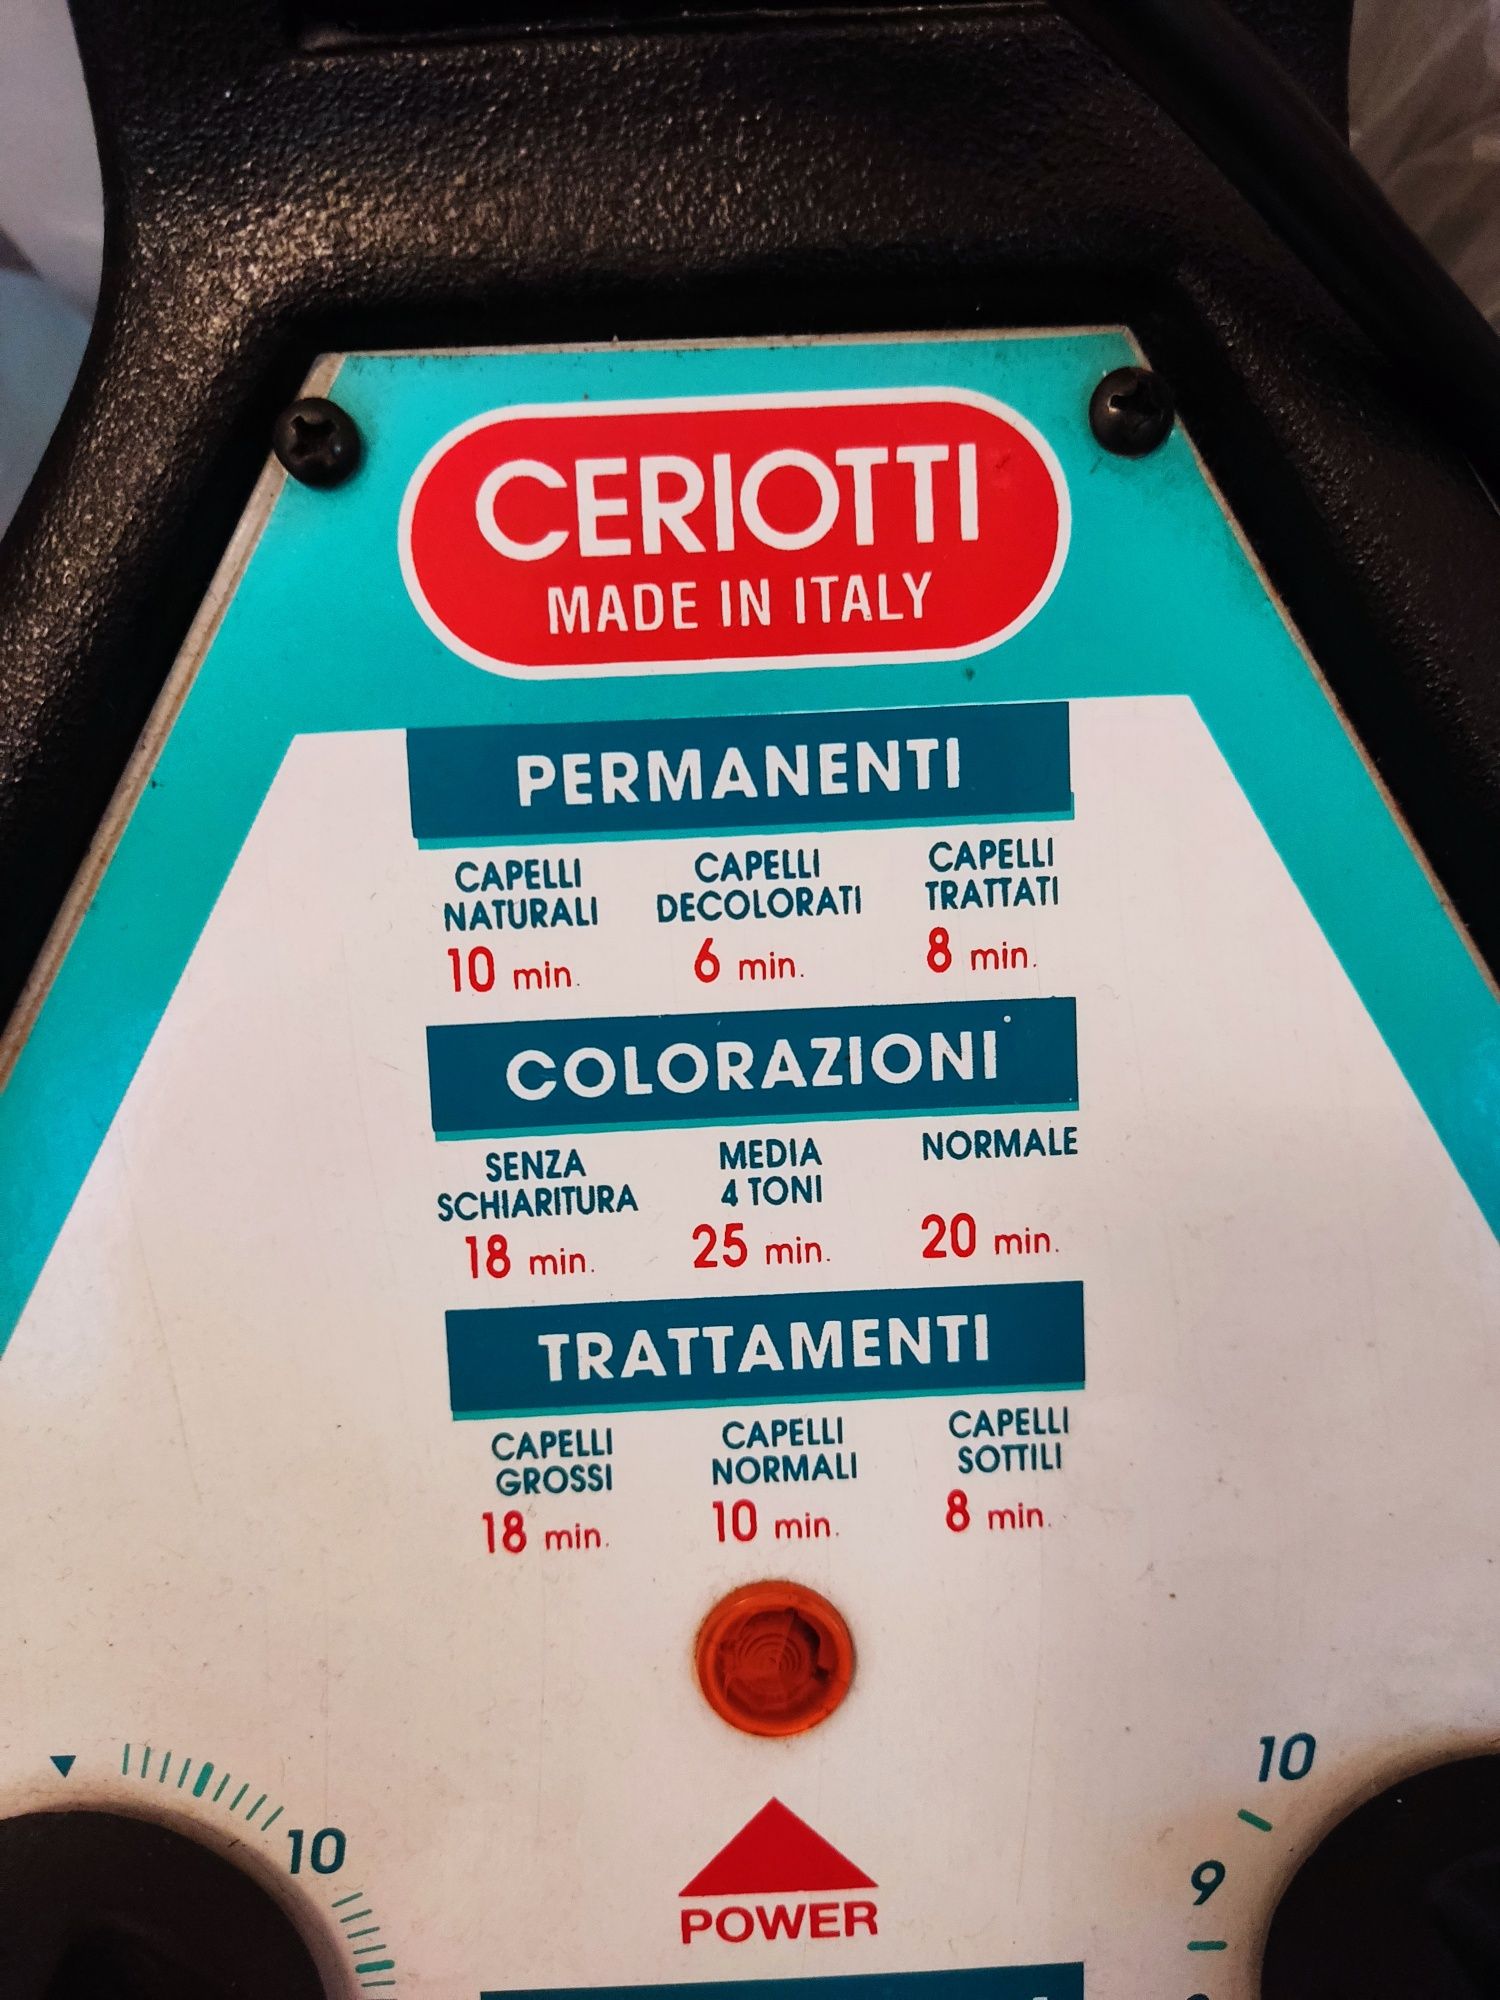 CERIOTTI
MADE IN ITALY
PERMANENTI
CAPELLI NATURALI
10 min.
CAPELLI DECOLORATI
6 min.
CAPELLI TRATTATI
8 min.
COLORAZIONI
SENZA SCHIARITURA
18 min.
MEDIA 4 TONI
25 min.
NORMALE
20 min.
TRATTAMENTI
CAPELLI GROSSI
18 min.
CAPELLI NORMALI
10 min.
CAPELLI SOTTILI
8 min.
10
10
9
POWER